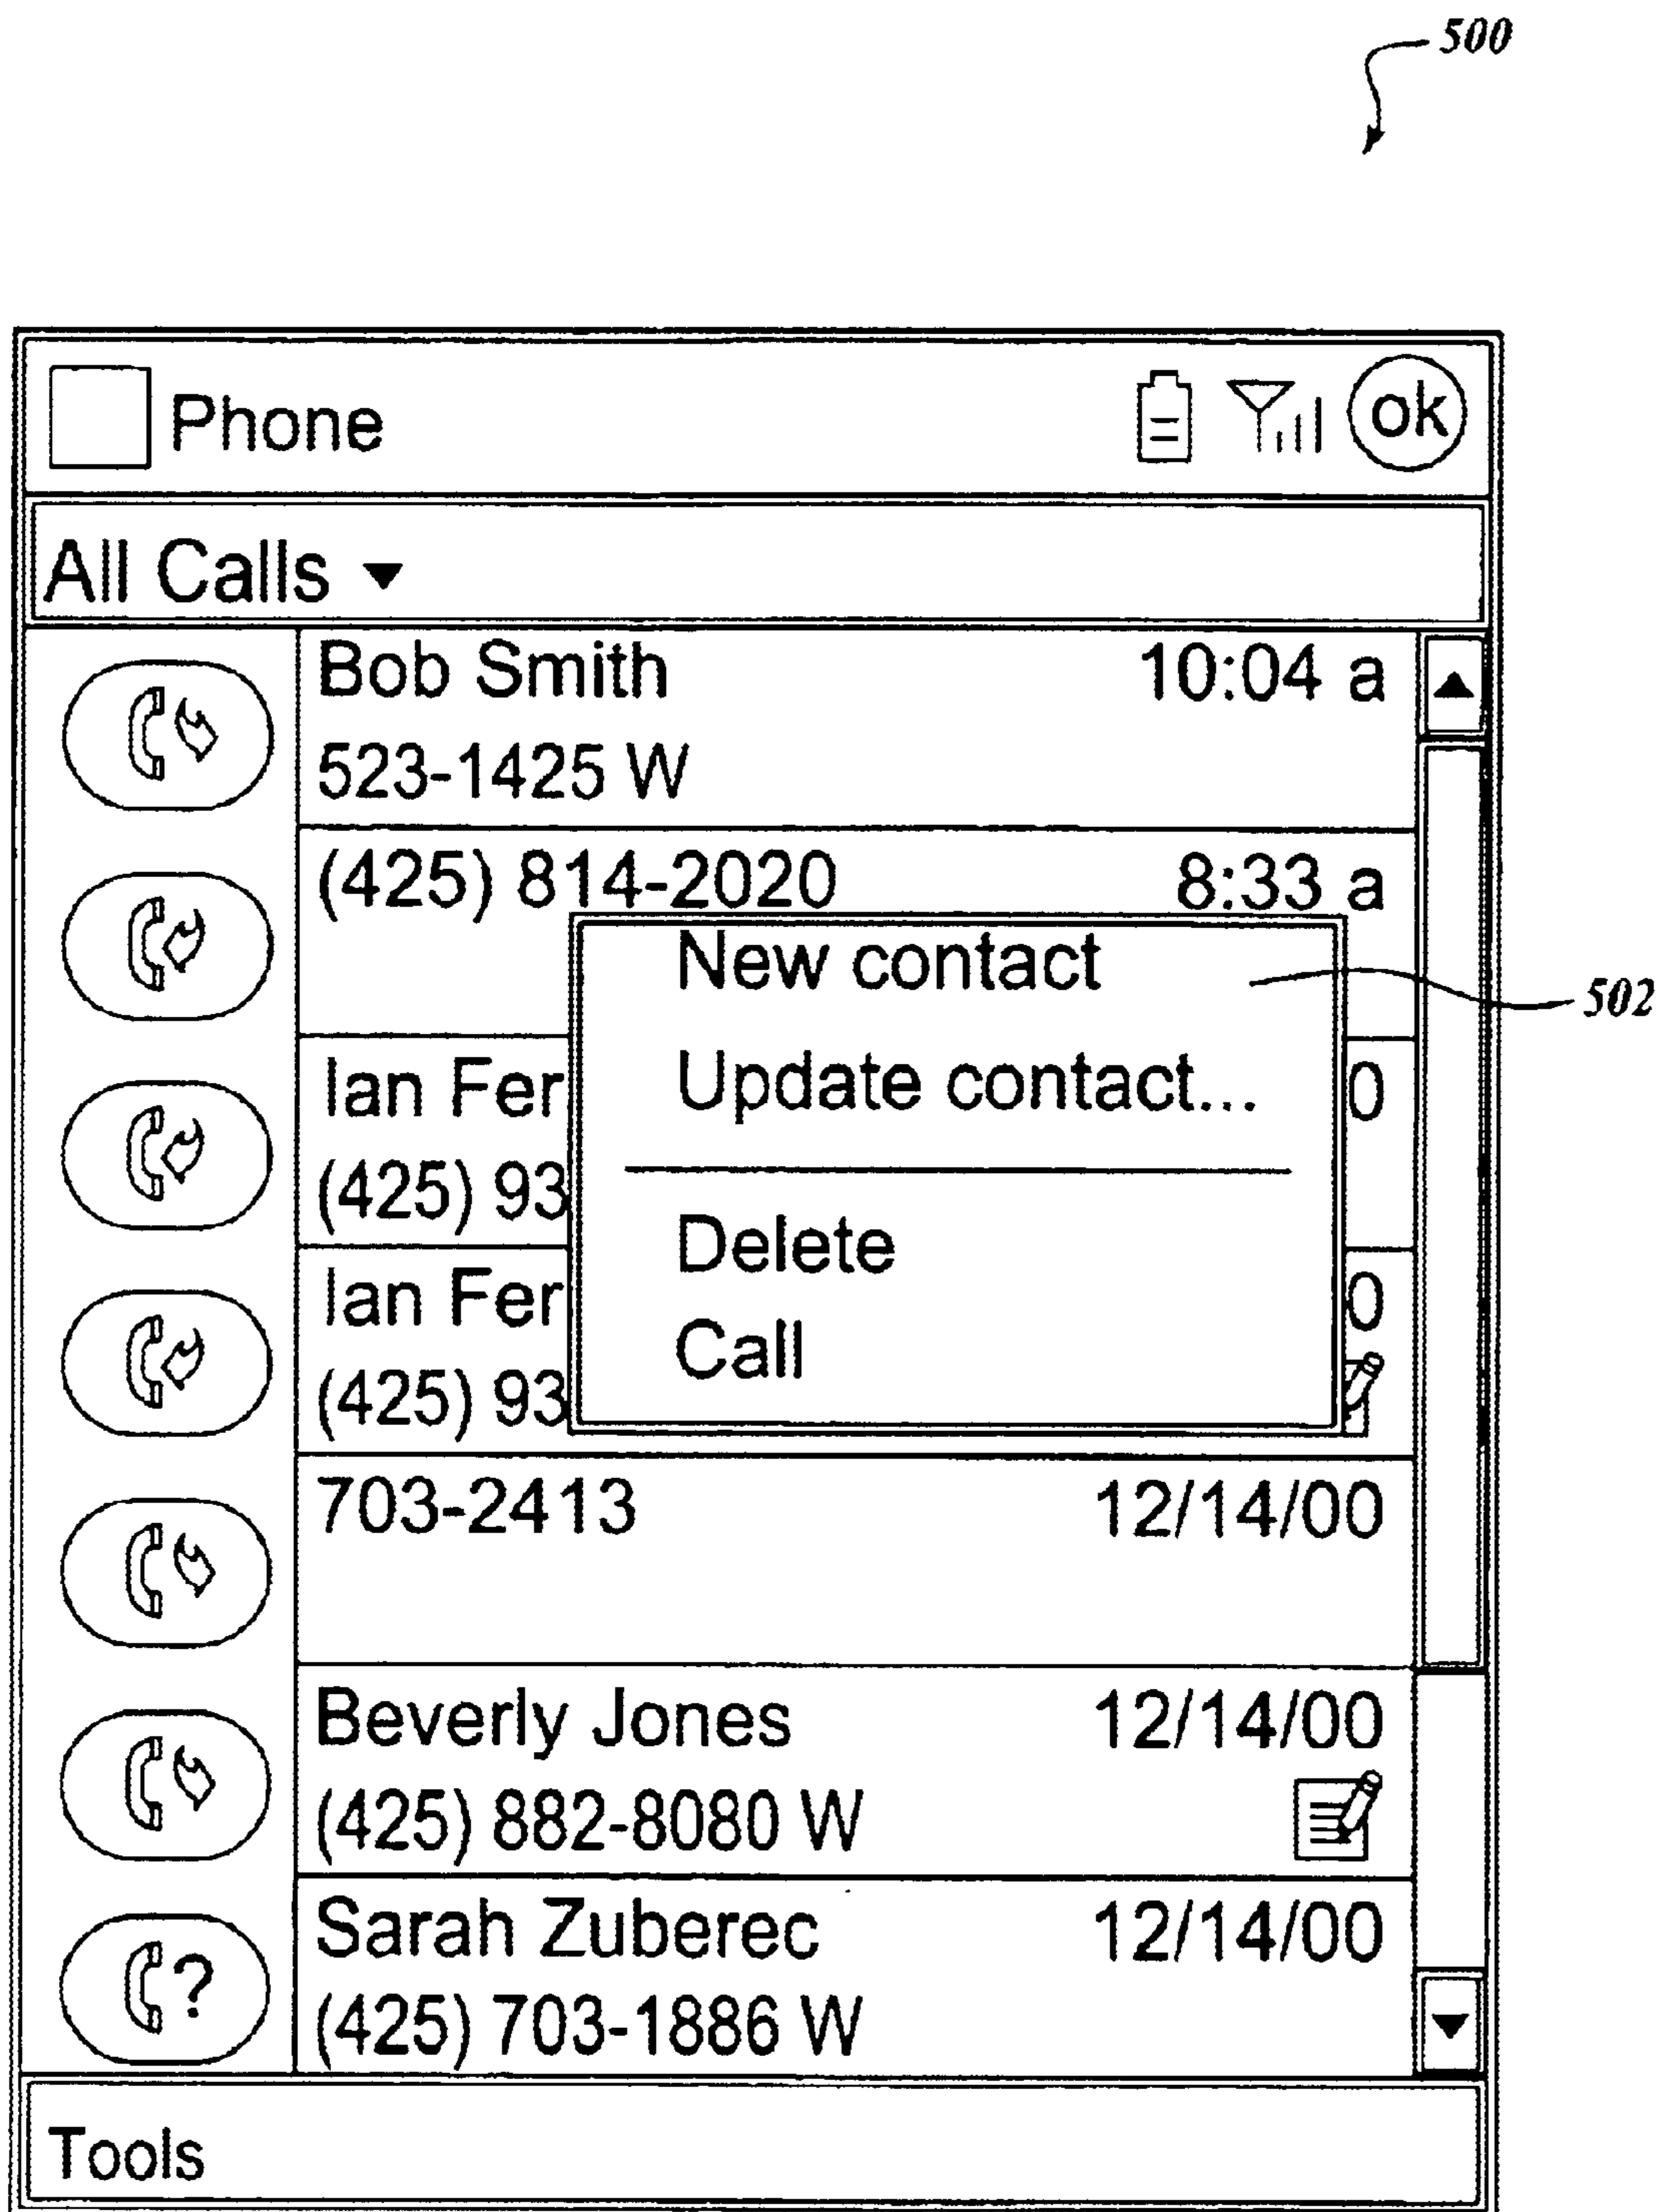 500
Phone ok
All Calls
Bob Smith 10:04 a
523-1425 W
(425) 814-2020 8:33 a
New contact
502
Ian Fer Update contact... 0
(425) 93
Delete
Ian Fer 0
Call
(425) 93
703-2413 12/14/00
Beverly Jones 12/14/00
(425) 882-8080 W
Sarah Zuberec 12/14/00
? (425) 703-1886 W
Tools